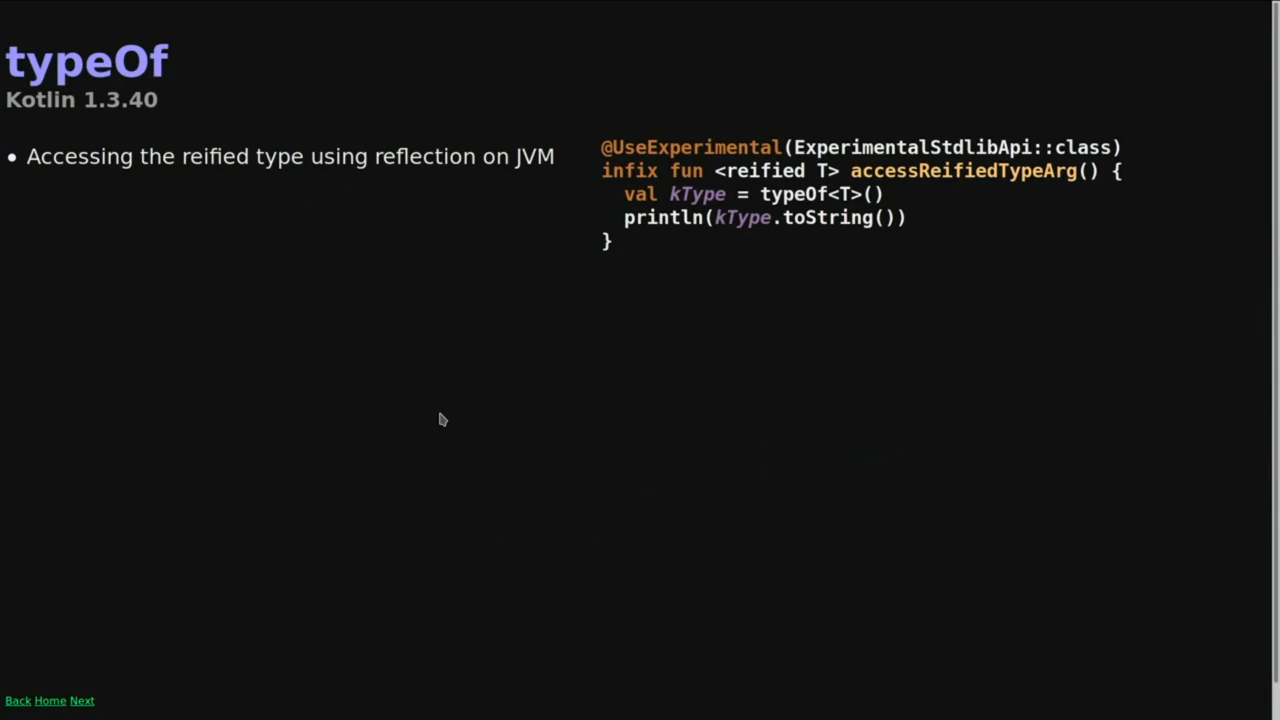 typeOf
Kotlin 1.3.40
• Accessing the reified type using reflection on JVM
@UseExperimental(ExperimentalStdlibApi::class)
infix fun <reified T> accessReifiedTypeArg() {
  val kType = typeOf<T>()
  println(kType.toString())
}
Back Home Next